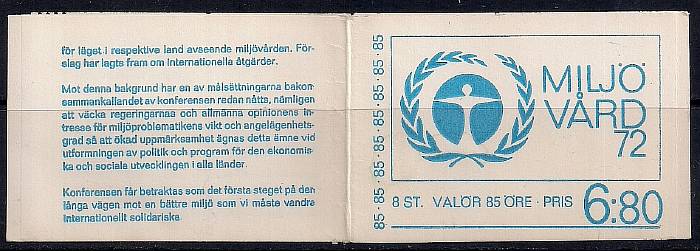 för läget i respektive land avseende miljövården. För-
slag har lagts fram om internationella åtgärder.
Mot denna bakgrund har en av målsättningarna bakom
sammankallandet av konferensen redan nåtts, nämligen
att väcka regeringarnas och allmänna opinionens in-
tresse för miljöproblematikens vikt och angelägenhets-
grad så att ökad uppmärksamhet ägnas detta ämne vid
utformningen av politik och program för den ekonomis-
ka och sociala utvecklingen i alla länder.
Konferensen får betraktas som det första steget på den
långa vägen mot en bättre miljö som vi måste vandra
internationellt solidariska.
85·85·85·85·85·85·85·85·85
MILJÖ
VÅRD
72
8 ST. VALÖR 85 ÖRE · PRIS 6:80